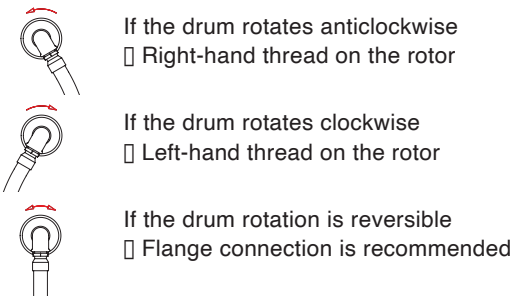 If the drum rotates anticlockwise
▯ Right-hand thread on the rotor
If the drum rotates clockwise
▯ Left-hand thread on the rotor
If the drum rotation is reversible
▯ Flange connection is recommended